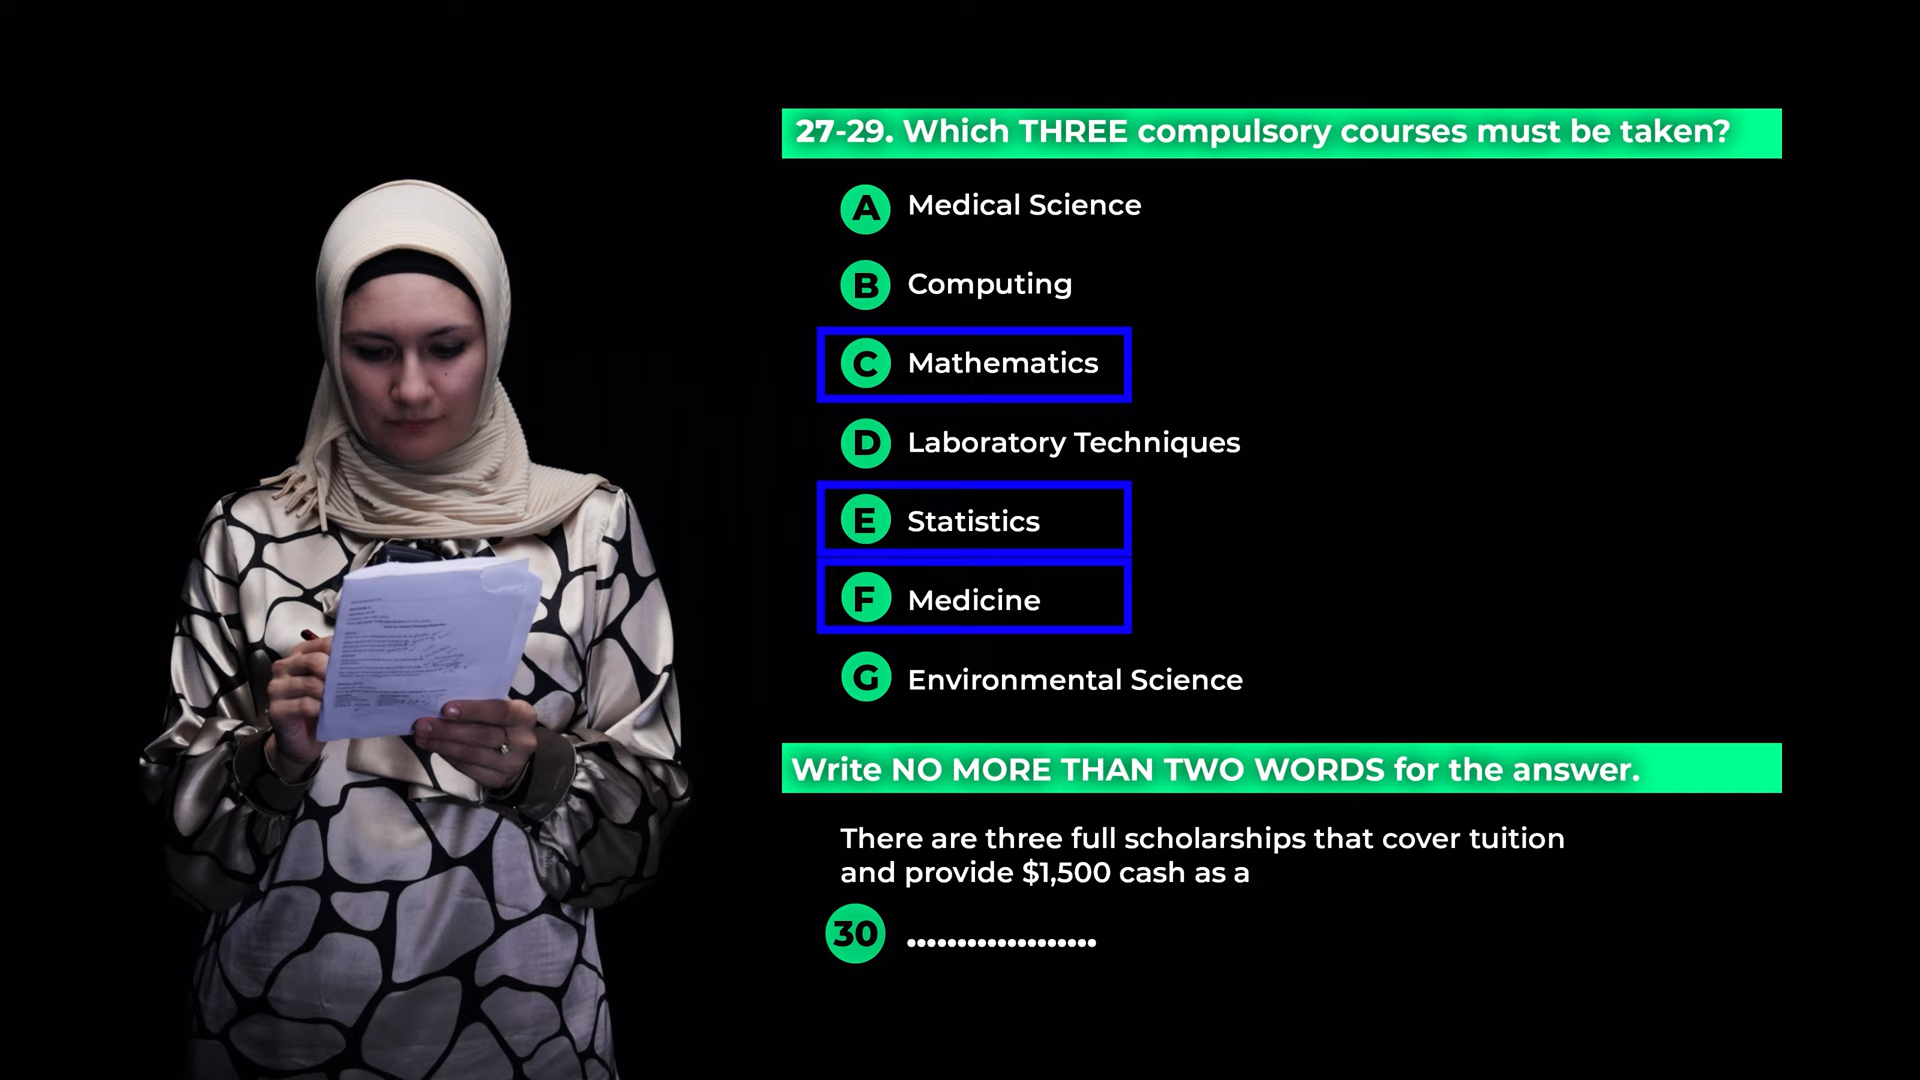 27-29. Which THREE compulsory courses must be taken?
A Medical Science
B Computing
C Mathematics
D Laboratory Techniques
E Statistics
F Medicine
G Environmental Science
Write NO MORE THAN TWO WORDS for the answer.
There are three full scholarships that cover tuition
and provide $1,500 cash as a
30 ...................